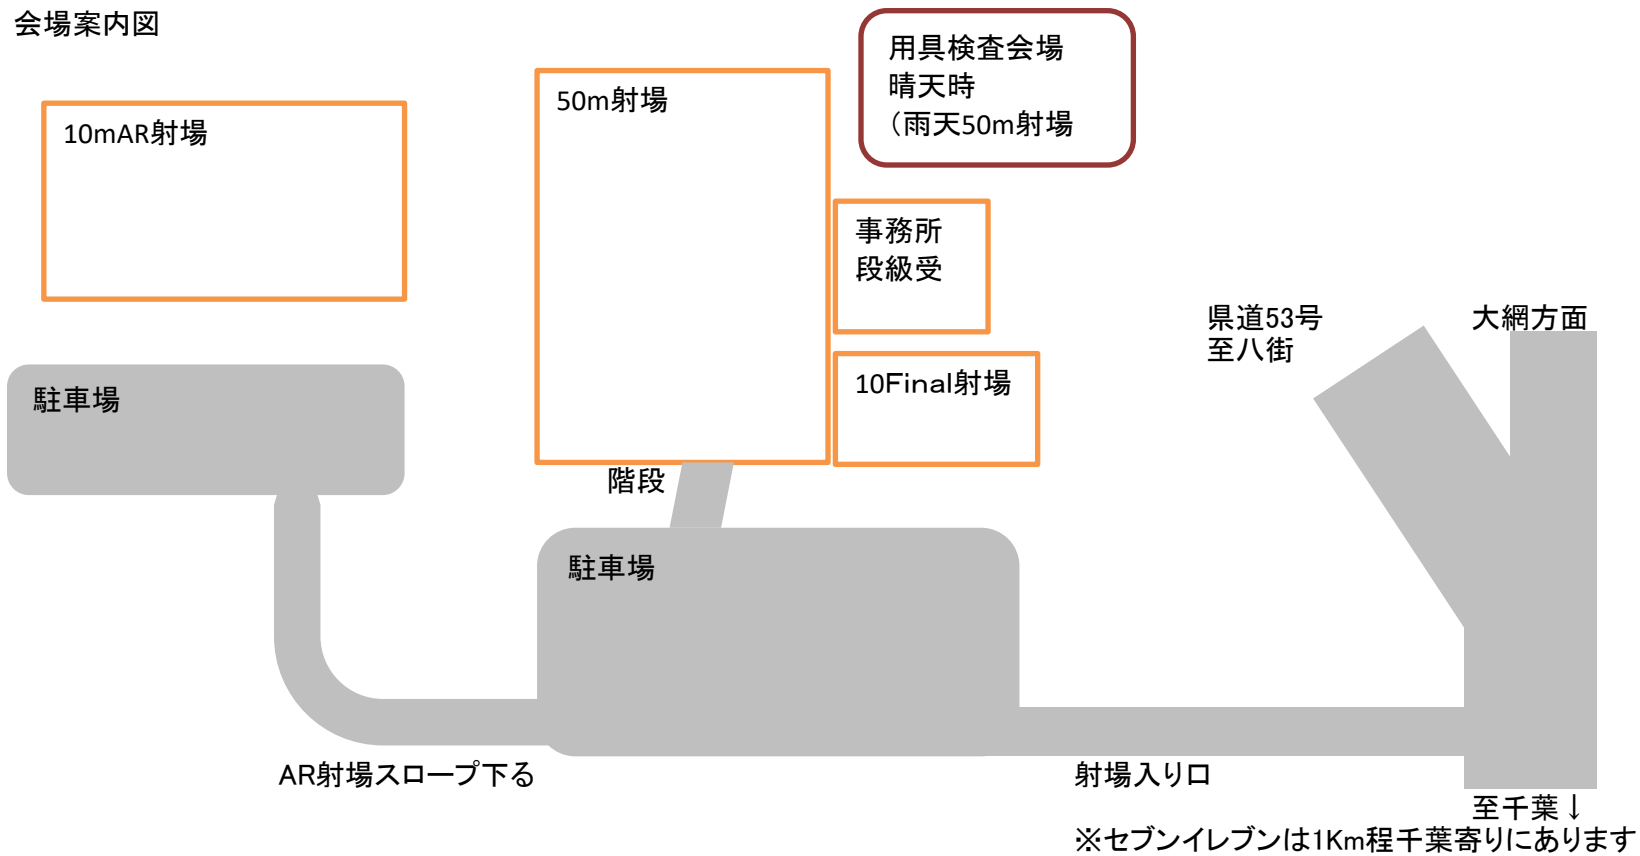 会場案内図
用具検査会場
晴天時
（雨天50m射場
50m射場
10mAR射場
事務所
段級受
県道53号
至八街
大網方面
10Final射場
駐車場
階段
駐車場
AR射場スロープ下る
射場入り口
至千葉↓
※セブンイレブンは1Km程千葉寄りにあります